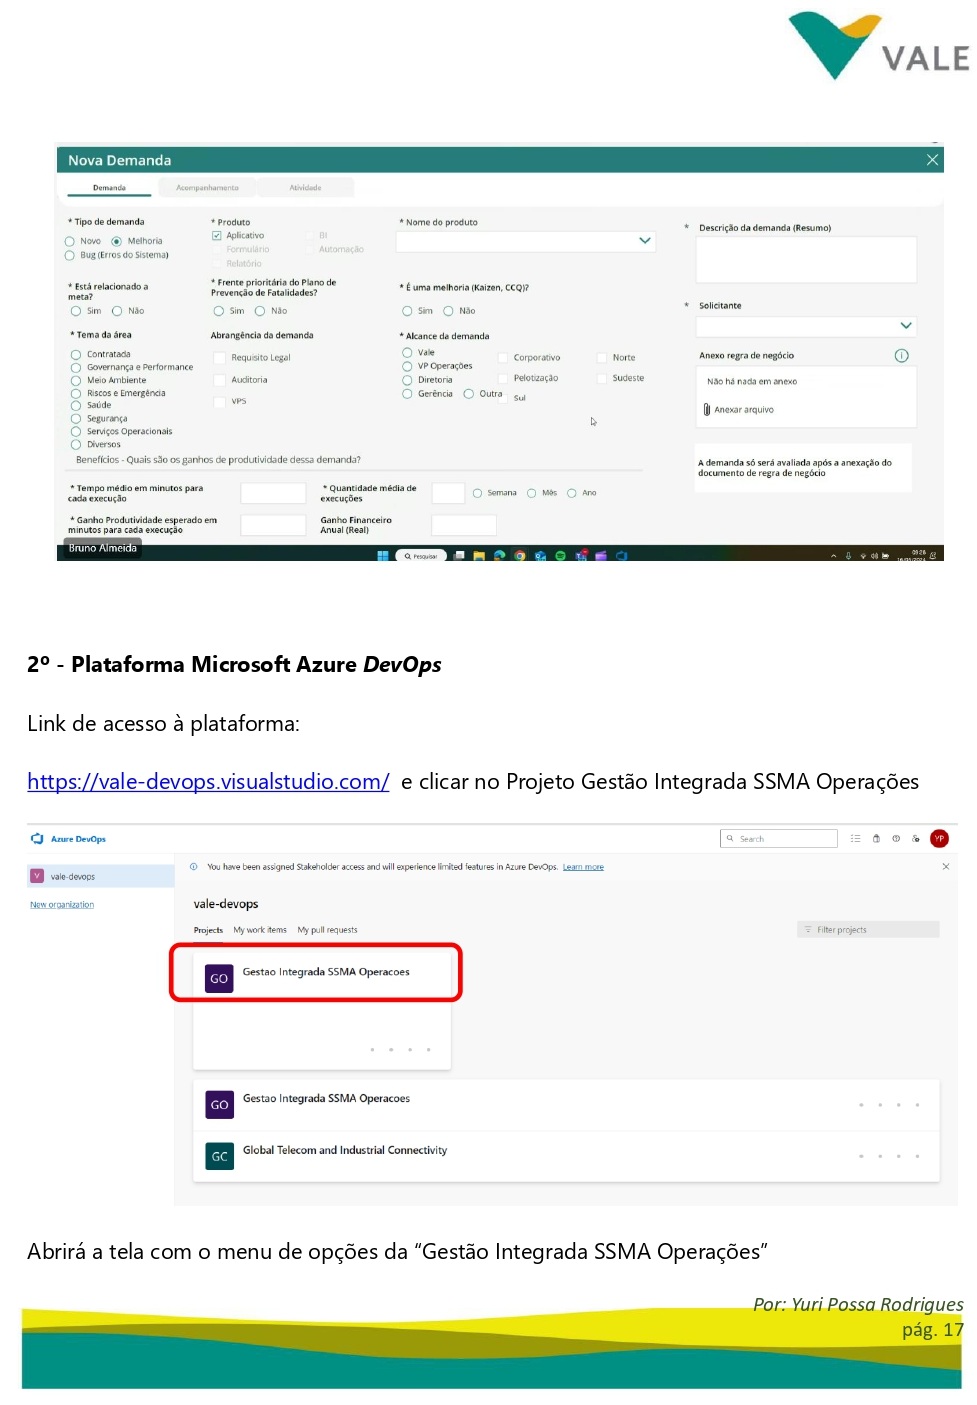 VALE
Nova Demanda
Demanda Acompanhamento Atividade
* Tipo de demanda
Novo Melhoria
Bug (Erros do Sistema)
* Produto
Aplicativo BI
Formulário Automação
Relatório
* Nome do produto
* Descrição da demanda (Resumo)
* Está relacionado a
meta?
Sim Não
* Frente prioritária do Plano de
Prevenção de Fatalidades?
Sim Não
* É uma melhoria (Kaizen, CCQ)?
Sim Não
* Solicitante
* Tema da área
Contratada
Governança e Performance
Meio Ambiente
Riscos e Emergência
Saúde
Segurança
Serviços Operacionais
Diversos
Abrangência da demanda
Requisito Legal
Auditoria
VPS
* Alcance da demanda
Vale
VP Operações
Diretoria
Gerência Outra
Corporativo Norte
Pelotização Sudeste
Sul
Anexo regra de negócio
Não há nada em anexo
Anexar arquivo
A demanda só será avaliada após a anexação do
documento de regra de negócio
Benefícios - Quais são os ganhos de produtividade dessa demanda?
* Tempo médio em minutos para
cada execução
* Quantidade média de
execuções
Semana Mês Ano
* Ganho Produtividade esperado em
minutos para cada execução
Ganho Financeiro
Anual (Real)
Bruno Almeida
Pesquisar
09:28
2º - Plataforma Microsoft Azure DevOps
Link de acesso à plataforma:
https://vale-devops.visualstudio.com/ e clicar no Projeto Gestão Integrada SSMA Operações
Azure DevOps
Search
YP
V vale-devops
New organization
You have been assigned Stakeholder access and will experience limited features in Azure DevOps. Learn more
vale-devops
Projects My work items My pull requests
Filter projects
GO Gestao Integrada SSMA Operacoes
GO Gestao Integrada SSMA Operacoes
GC Global Telecom and Industrial Connectivity
Abrirá a tela com o menu de opções da “Gestão Integrada SSMA Operações”
Por: Yuri Possa Rodrigues
pág. 17